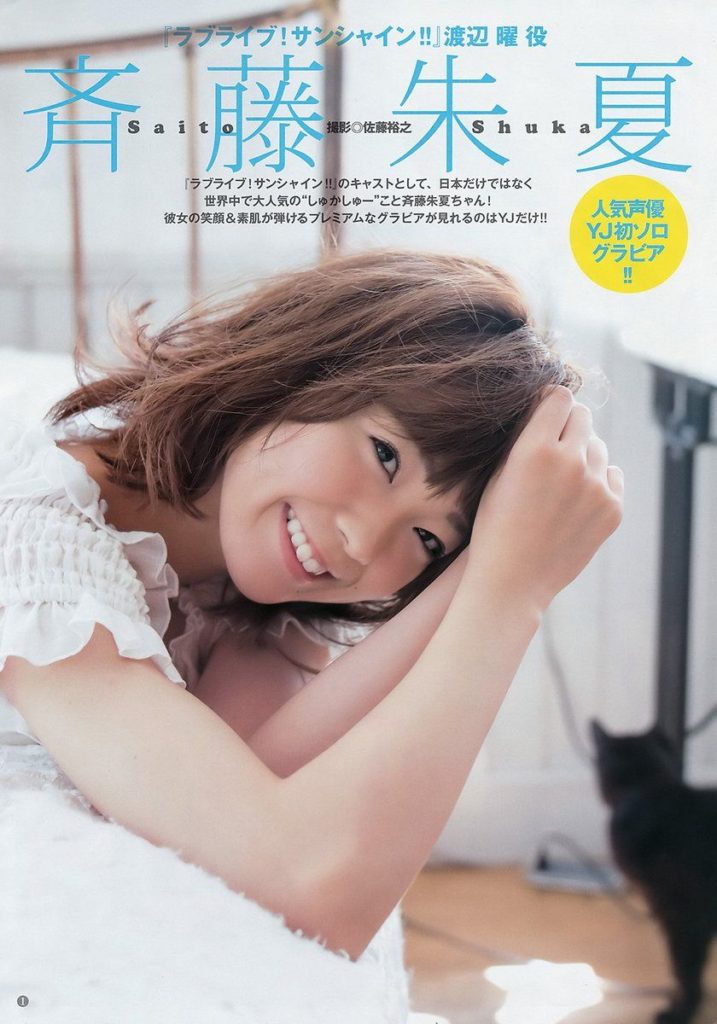 『ラブライブ！サンシャイン!!』渡辺 曜 役
斉藤朱夏
Saito Shuka
撮影◎佐藤裕之
『ラブライブ！サンシャイン!!』のキャストとして、日本だけではなく
世界中で大人気の“しゅかしゅー”こと斉藤朱夏ちゃん！
彼女の笑顔＆素肌が弾けるプレミアムなグラビアが見れるのはYJだけ!!
人気声優
YJ初ソロ
グラビア
!!
1